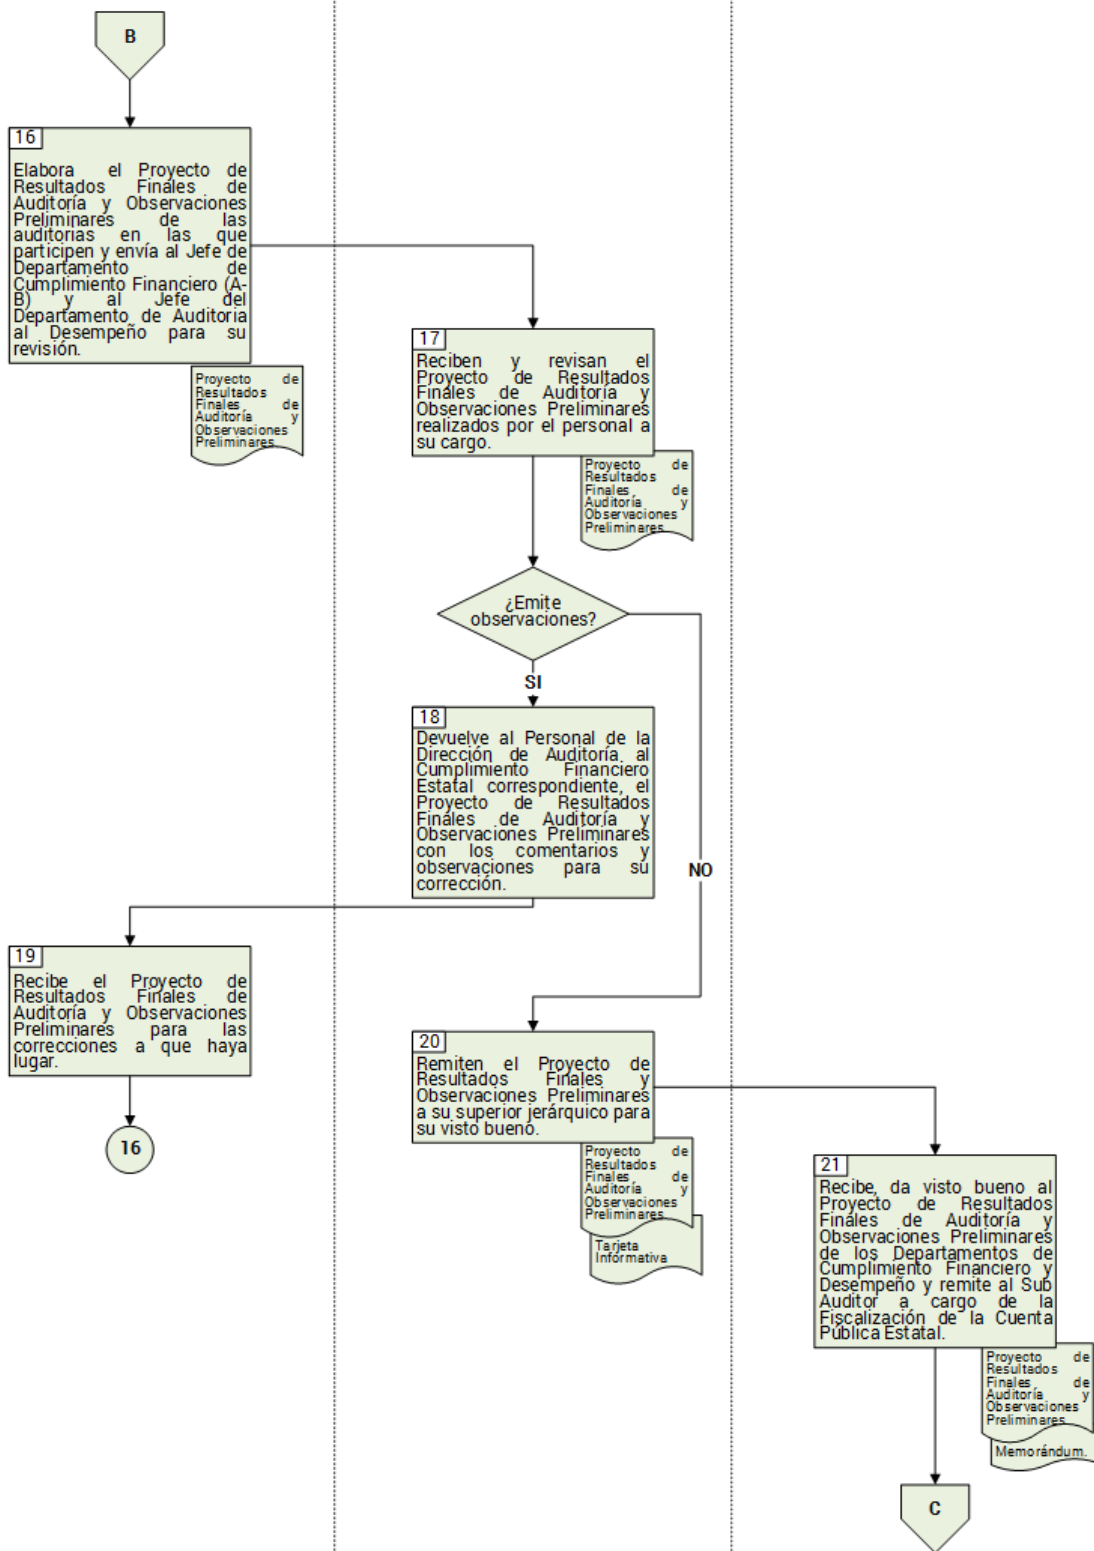 B
16
Elabora el Proyecto de
Resultados Finales de
Auditoría y Observaciones
Preliminares de las
auditorias en las que
participen y envía al Jefe de
Departamento de
Cumplimiento Financiero (A-
B) y al Jefe del
Departamento de Auditoria
al Desempeño para su
revisión.
Proyecto de
Resultados
Finales de
Auditoría y
Observaciones
Preliminares.
17
Reciben y revisan el
Proyecto de Resultados
Finales de Auditoría y
Observaciones Preliminares
realizados por el personal a
su cargo.
Proyecto de
Resultados
Finales de
Auditoría y
Observaciones
Preliminares.
¿Emite
observaciones?
SI
18
Devuelve al Personal de la
Dirección de Auditoría al
Cumplimiento Financiero
Estatal correspondiente, el
Proyecto de Resultados
Finales de Auditoría y
Observaciones Preliminares
con los comentarios y
observaciones para su
corrección.
NO
19
Recibe el Proyecto de
Resultados Finales de
Auditoría y Observaciones
Preliminares para las
correcciones a que haya
lugar.
16
20
Remiten el Proyecto de
Resultados Finales y
Observaciones Preliminares
a su superior jerárquico para
su visto bueno.
Proyecto de
Resultados
Finales de
Auditoría y
Observaciones
Preliminares.
Tarjeta
Informativa
21
Recibe, da visto bueno al
Proyecto de Resultados
Finales de Auditoría y
Observaciones Preliminares
de los Departamentos de
Cumplimiento Financiero y
Desempeño y remite al Sub
Auditor a cargo de la
Fiscalización de la Cuenta
Pública Estatal.
Proyecto de
Resultados
Finales de
Auditoría y
Observaciones
Preliminares.
Memorándum.
C